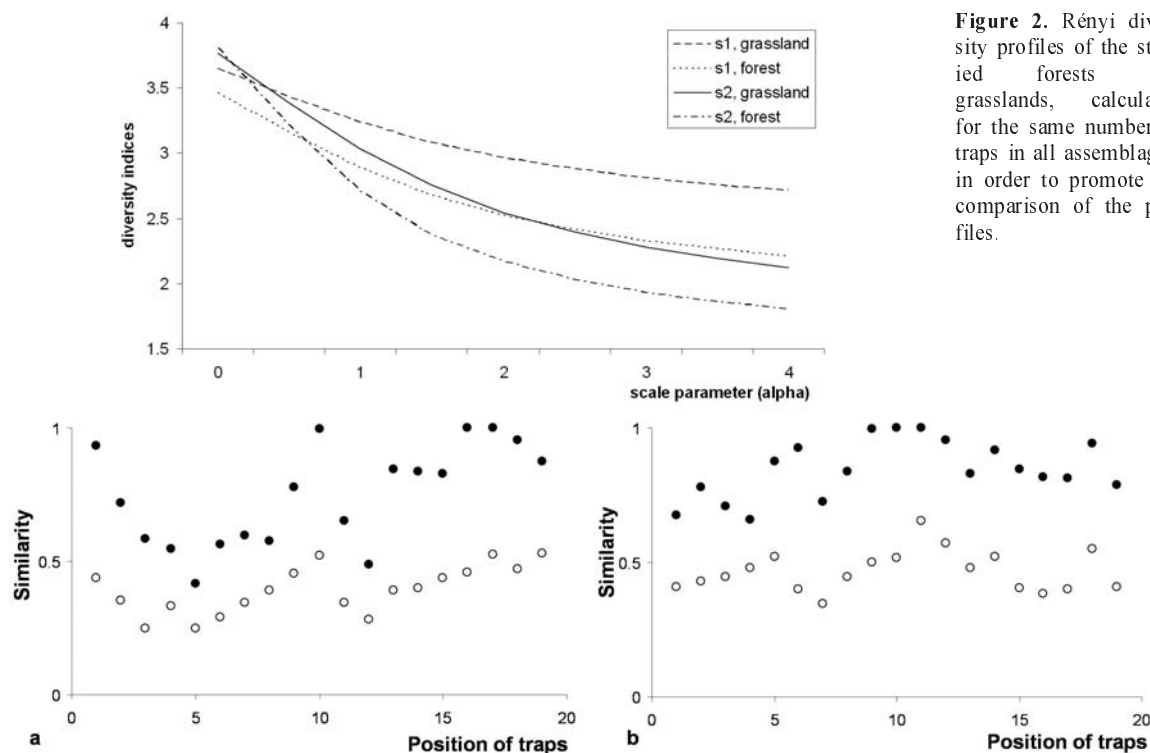 4
3.5
3
2.5
2
1.5
diversity indices
s1, grassland
s1, forest
s2, grassland
s2, forest
0 1 2 3 4
scale parameter (alpha)
Figure 2. Rényi div
sity profiles of the st
ied forests
grasslands, calcula
for the same number
traps in all assemblag
in order to promote
comparison of the p
files.
1
0.5
0
Similarity
0 5 10 15 20
a Position of traps
1
0.5
0
Similarity
0 5 10 15 20
b Position of traps